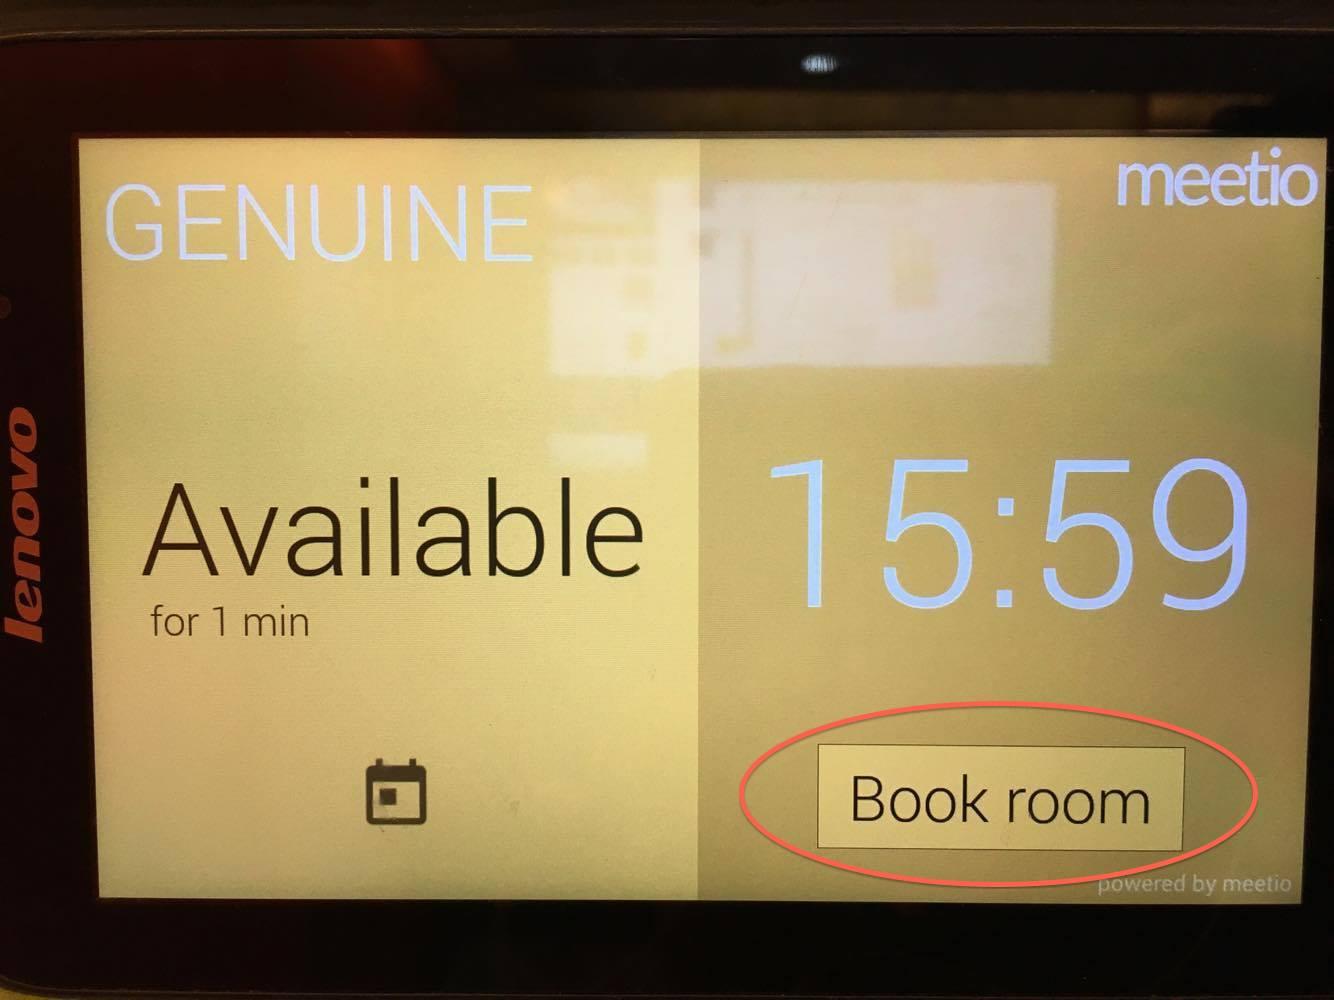 GENUINE
meetio
Available
for 1 min
15:59
Book room
powered by meetio
lenovo